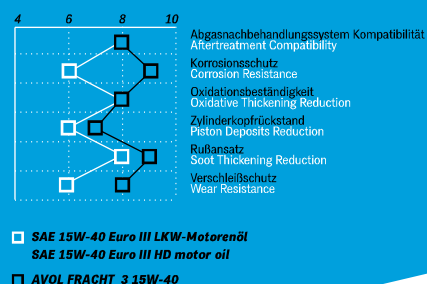 4 6 8 10
Abgasnachbehandlungssystem Kompatibilität
Aftertreatment Compatibility
Korrosionsschutz
Corrosion Resistance
Oxidationsbeständigkeit
Oxidative Thickening Reduction
Zylinderkopfrückstand
Piston Deposits Reduction
Rußansatz
Soot Thickening Reduction
Verschleißschutz
Wear Resistance
SAE 15W-40 Euro III LKW-Motorenöl
SAE 15W-40 Euro III HD motor oil
AVOL FRACHT 3 15W-40